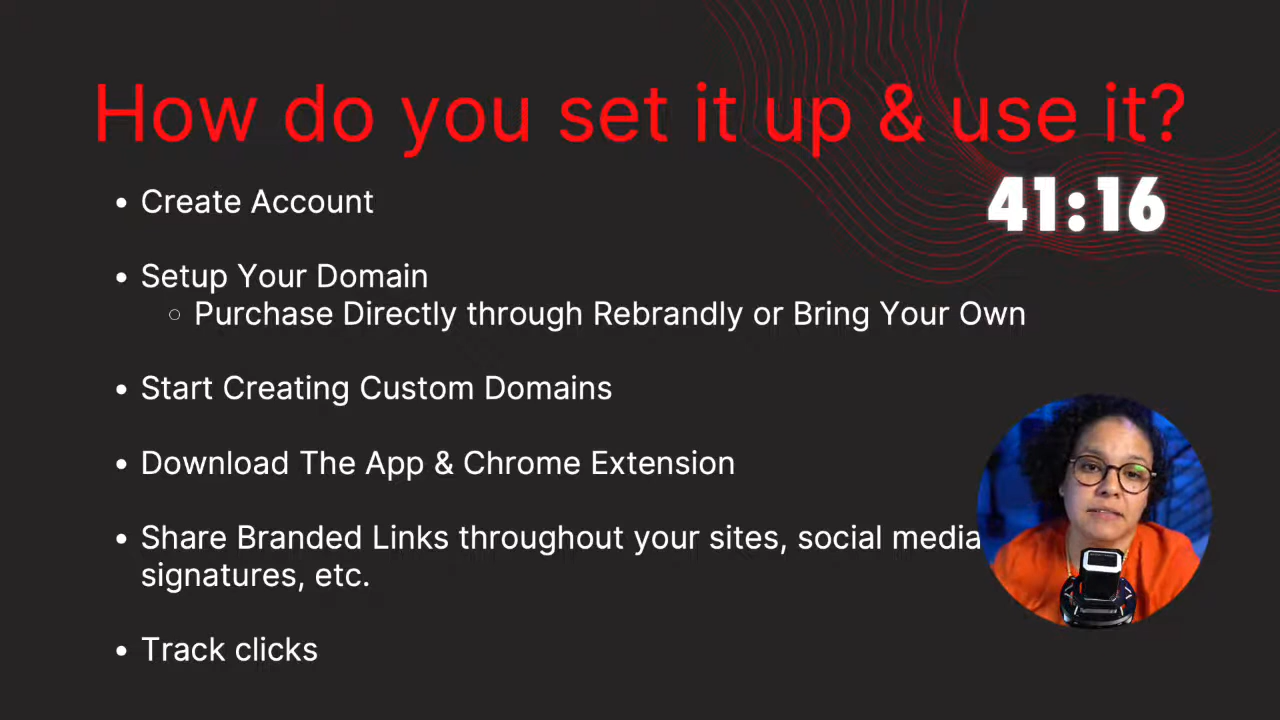 How do you set it up & use it?
41:16
• Create Account
• Setup Your Domain
○ Purchase Directly through Rebrandly or Bring Your Own
• Start Creating Custom Domains
• Download The App & Chrome Extension
• Share Branded Links throughout your sites, social media
signatures, etc.
• Track clicks